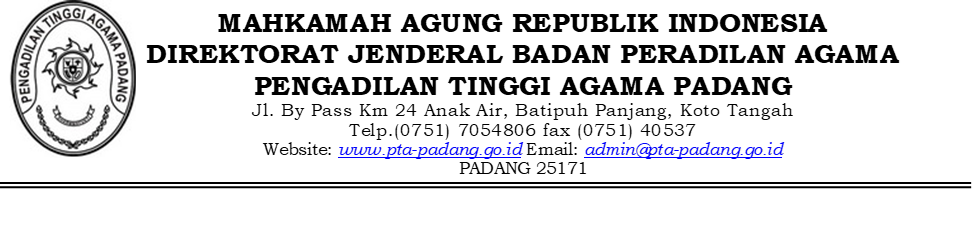 PENGADILAN TINGGI AGAMA PADANG
MAHKAMAH AGUNG REPUBLIK INDONESIA
DIREKTORAT JENDERAL BADAN PERADILAN AGAMA
PENGADILAN TINGGI AGAMA PADANG
Jl. By Pass Km 24 Anak Air, Batipuh Panjang, Koto Tangah
Telp.(0751) 7054806 fax (0751) 40537
Website: www.pta-padang.go.id Email: admin@pta-padang.go.id
PADANG 25171